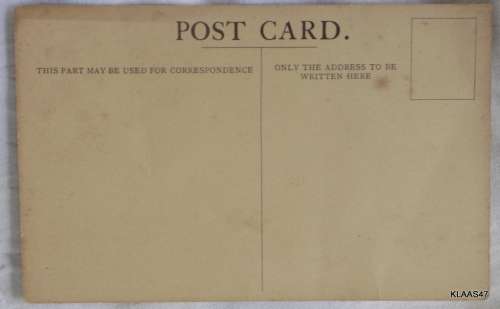 POST CARD.
THIS PART MAY BE USED FOR CORRESPONDENCE
ONLY THE ADDRESS TO BE
WRITTEN HERE
KLAAS47